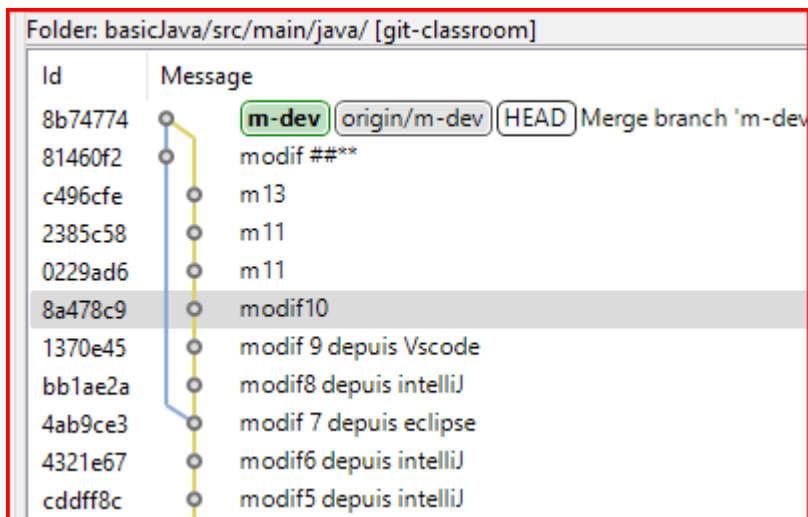 Folder: basicJava/src/main/java/ [git-classroom]
Id Message
8b74774 m-dev origin/m-dev HEAD Merge branch 'm-dev
81460f2 modif ##**
c496cfe m13
2385c58 m11
0229ad6 m11
8a478c9 modif10
1370e45 modif 9 depuis Vscode
bb1ae2a modif8 depuis intelliJ
4ab9ce3 modif 7 depuis eclipse
4321e67 modif6 depuis intelliJ
cddff8c modif5 depuis intelliJ